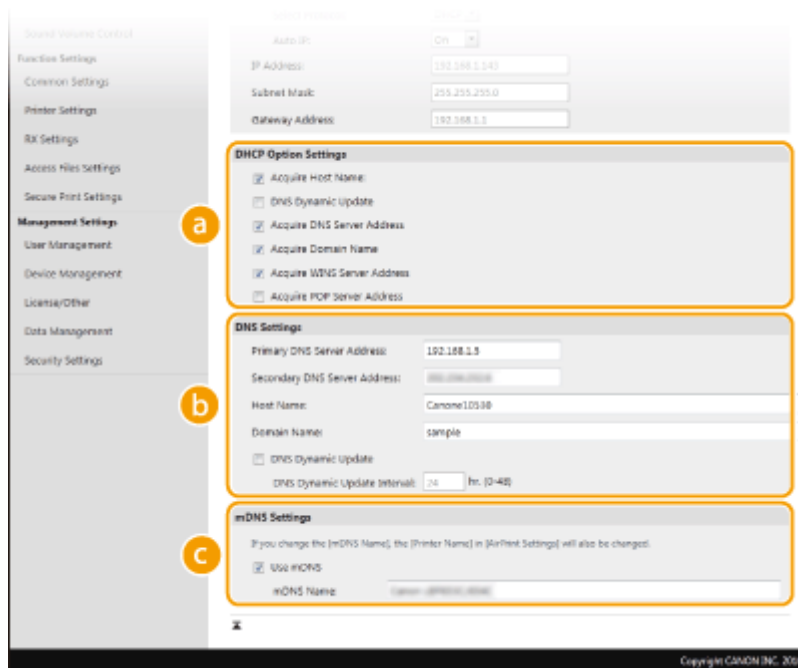 Sound Volume Control
Function Settings
Common Settings
Printer Settings
RX Settings
Access Files Settings
Secure Print Settings
Management Settings
User Management
Device Management
License/Other
Data Management
Security Settings
Auto IP: On
IP Address: 192.168.1.243
Subnet Mask: 255.255.255.0
Gateway Address: 192.168.1.1
a
DHCP Option Settings
Acquire Host Name:
DNS Dynamic Update
Acquire DNS Server Address
Acquire Domain Name
Acquire WINS Server Address
Acquire POP Server Address
b
DNS Settings
Primary DNS Server Address: 192.168.1.5
Secondary DNS Server Address:
Host Name: Canone10530
Domain Name: sample
DNS Dynamic Update
DNS Dynamic Update Interval: 24 hr. (0-48)
c
mDNS Settings
If you change the [mDNS Name], the [Printer Name] in [AirPrint Settings] will also be changed.
Use mDNS
mDNS Name: Canon
Copyright CANON INC. 201